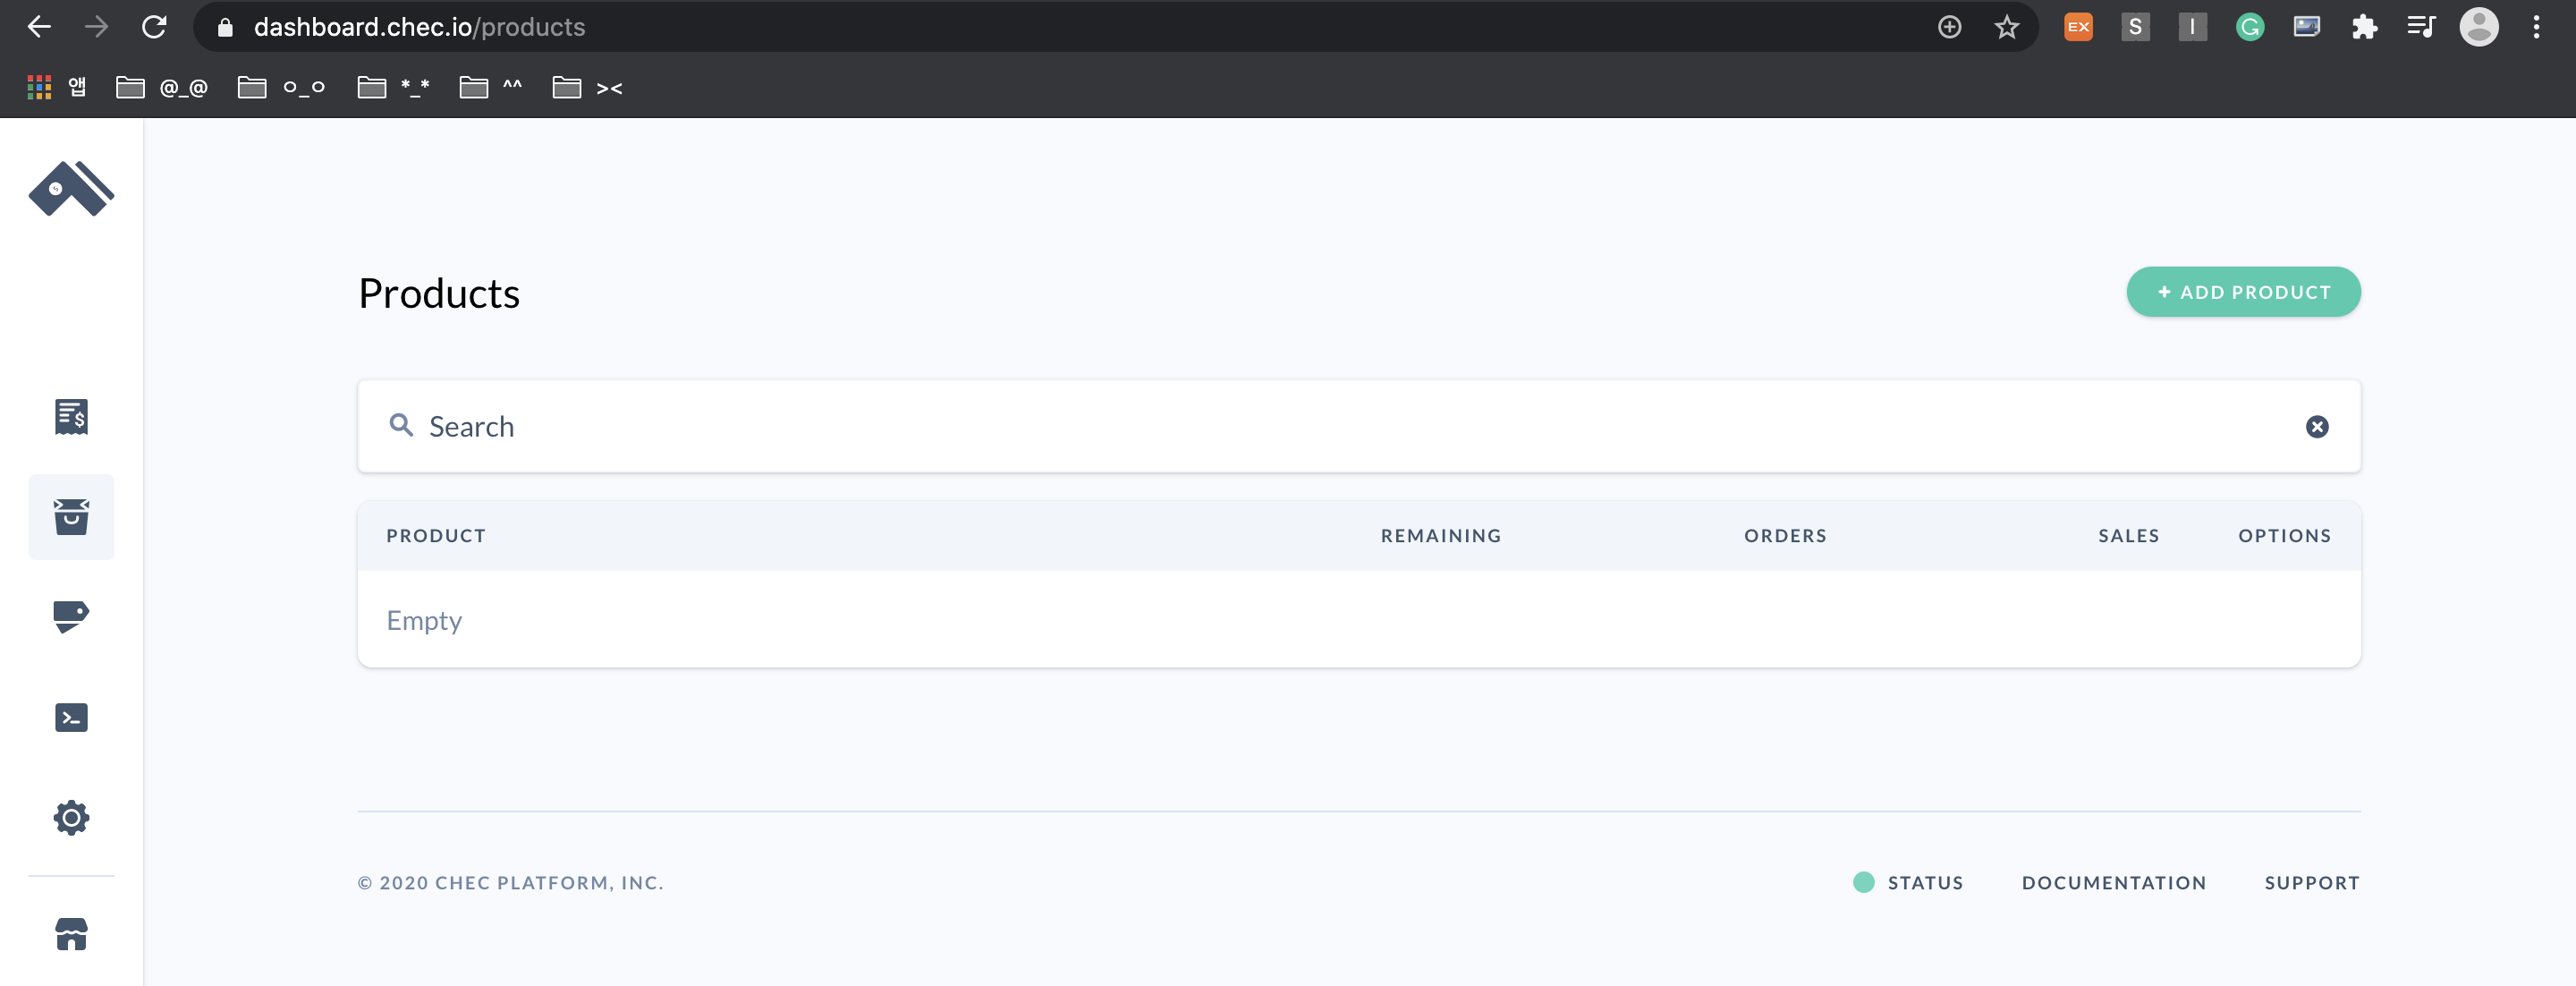 dashboard.chec.io/products
EX S I G
앱 @_@ o_o *_* ^^ ><
Products
+ ADD PRODUCT
Search
PRODUCT REMAINING ORDERS SALES OPTIONS
Empty
© 2020 CHEC PLATFORM, INC. STATUS DOCUMENTATION SUPPORT